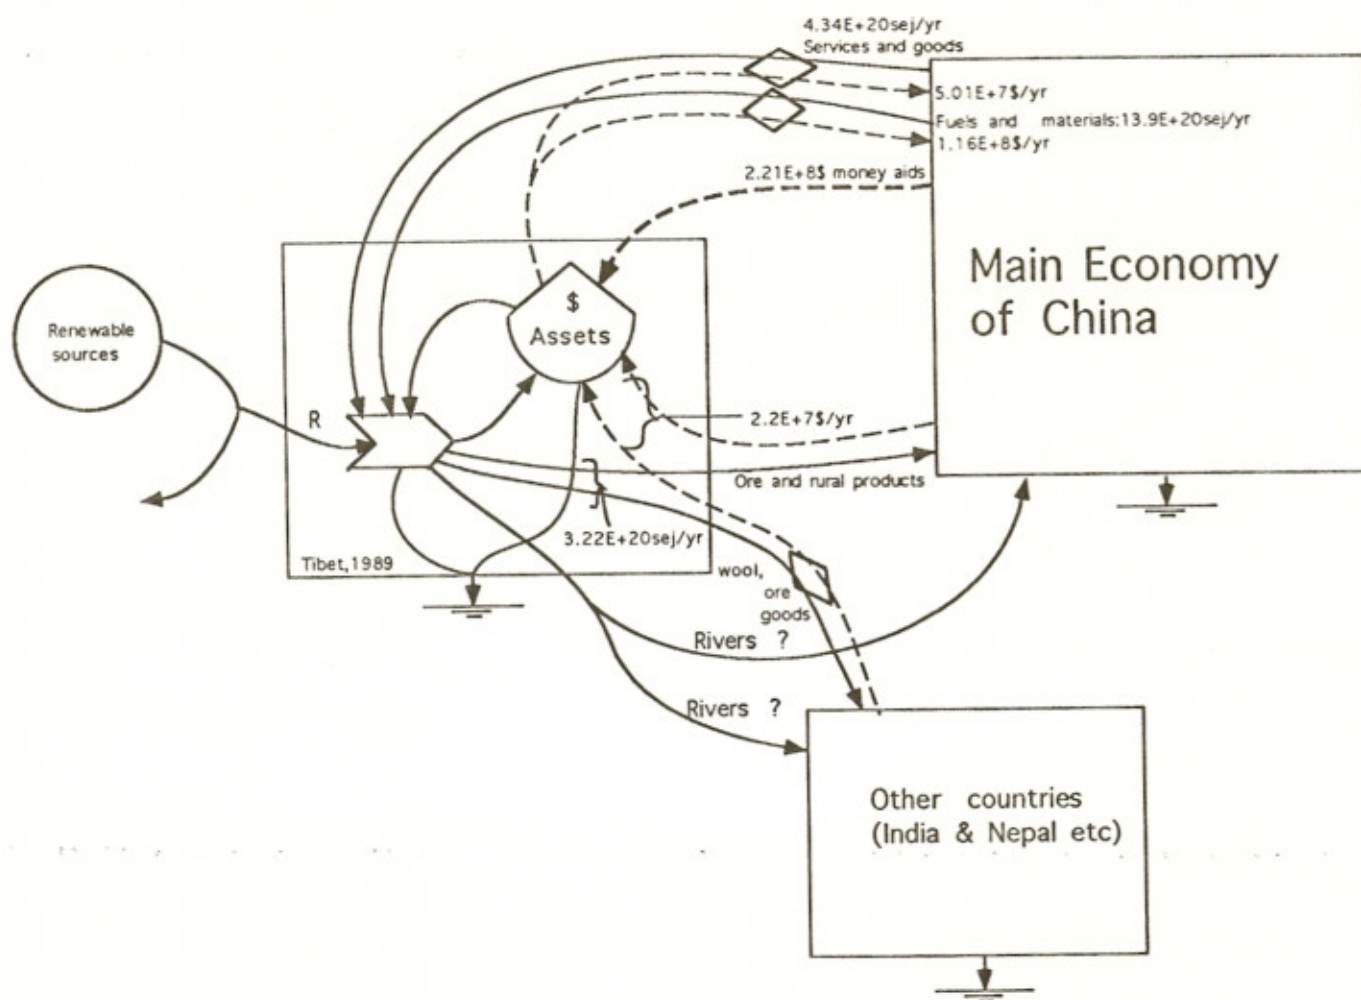 4.34E+20sej/yr
Services and goods
5.01E+7$/yr
Fuels and materials:13.9E+20sej/yr
1.16E+8$/yr
2.21E+8$ money aids
Main Economy
of China
Renewable
sources
$
Assets
R
2.2E+7$/yr
Ore and rural products
3.22E+20sej/yr
Tibet,1989
wool,
ore
goods
Rivers ?
Rivers ?
Other countries
(India & Nepal etc)